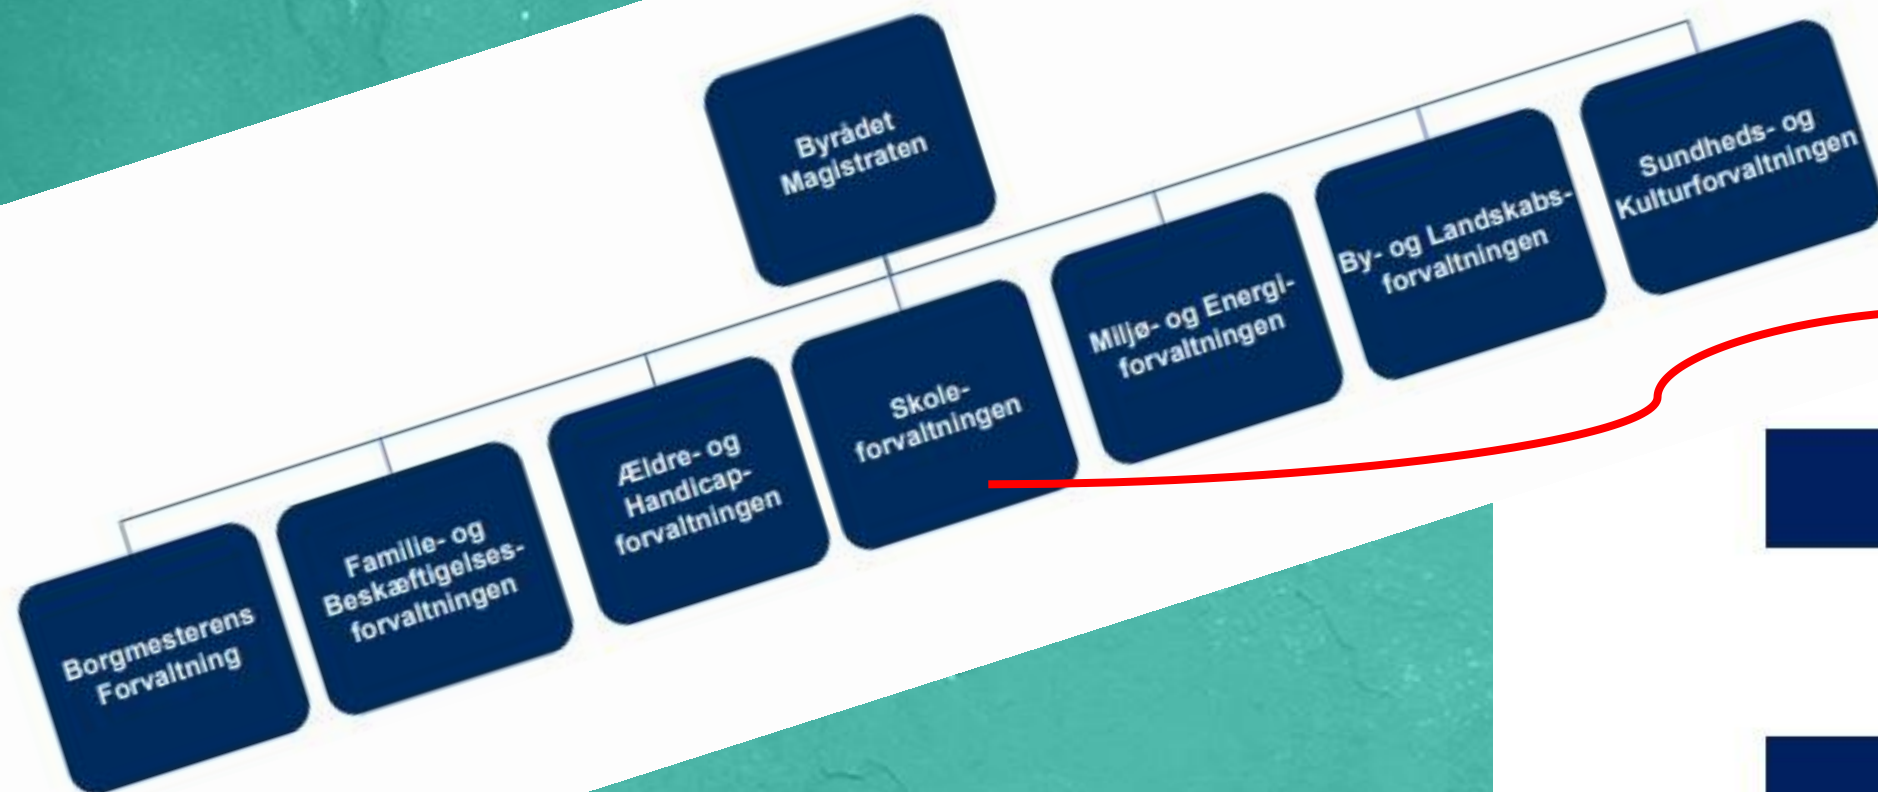 Byrådet
Magistraten
Borgmesterens
Forvaltning
Familie- og
Beskæftigelses-
forvaltningen
Ældre- og
Handicap-
forvaltningen
Skole-
forvaltningen
Miljø- og Energi-
forvaltningen
By- og Landskabs-
forvaltningen
Sundheds- og
Kulturforvaltningen